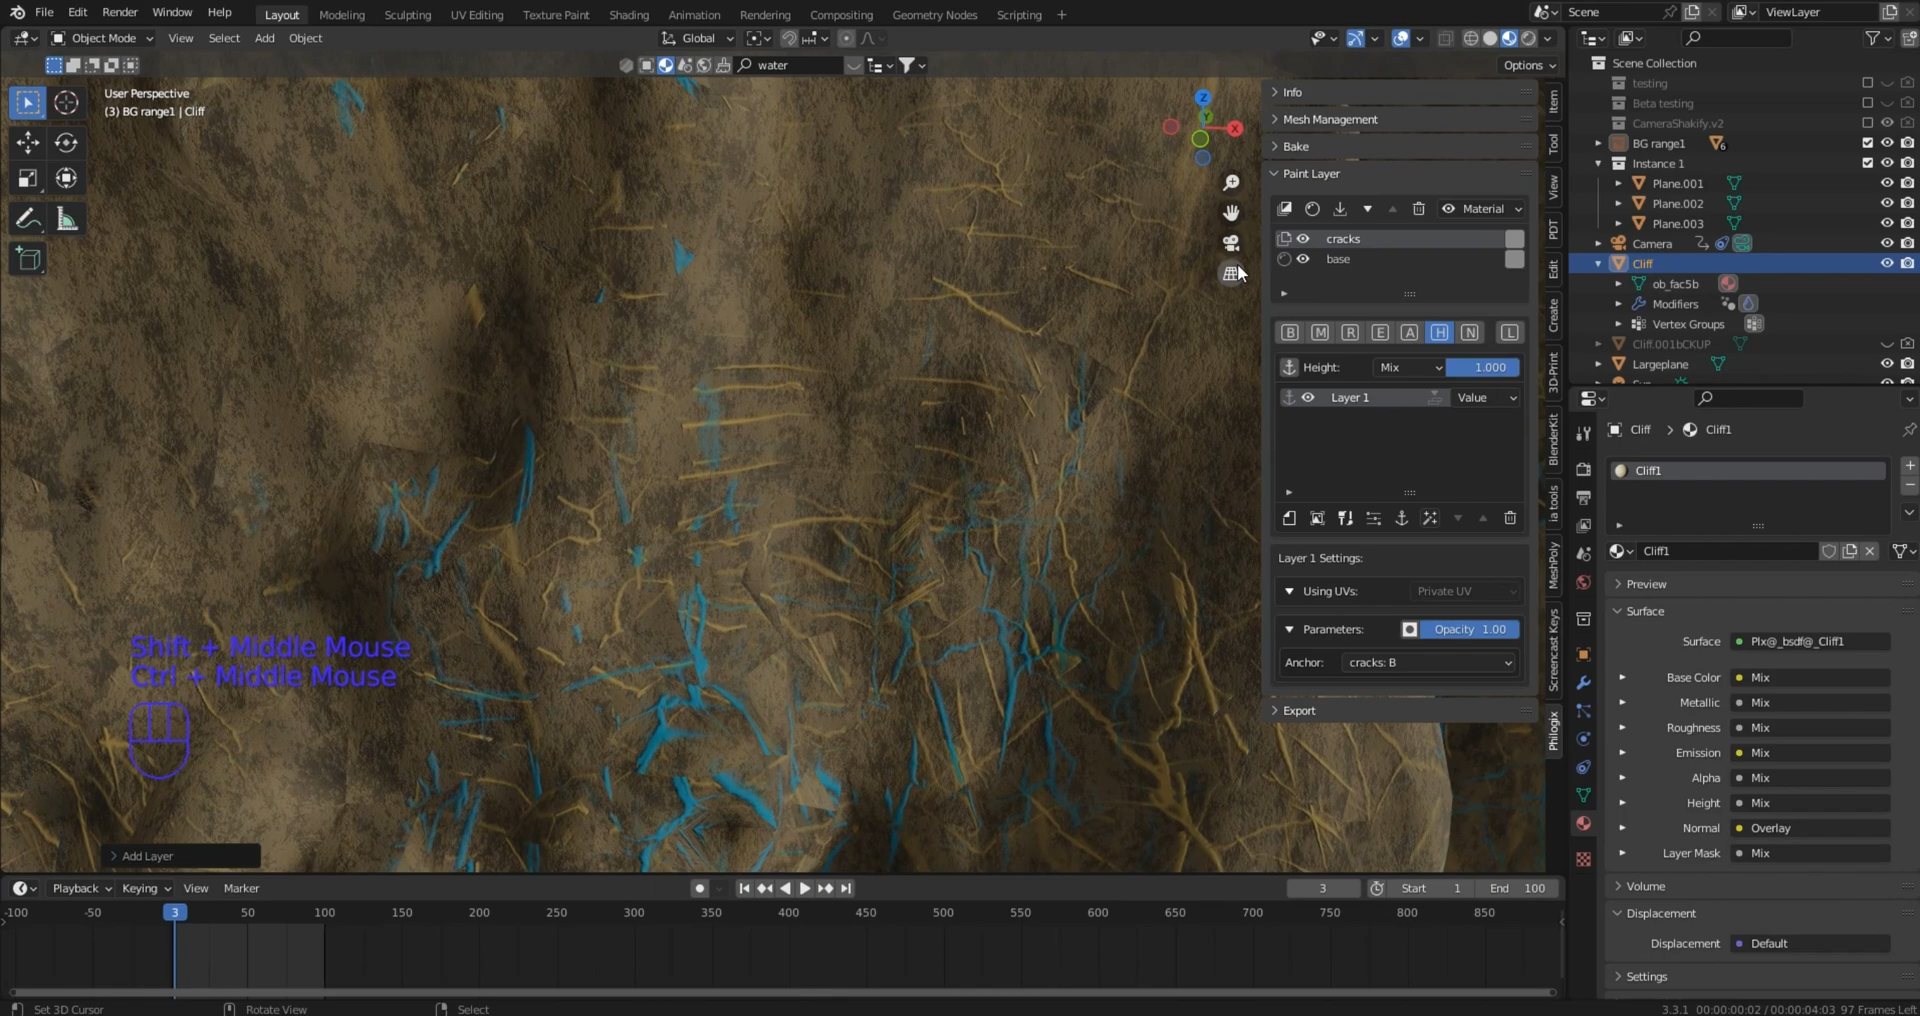 File Edit Render Window Help Layout Modeling Sculpting UV Editing Texture Paint Shading Animation Rendering Compositing Geometry Nodes Scripting + Scene ViewLayer
Object Mode View Select Add Object Global
water Options
User Perspective
(3) BG range1 | Cliff
Z
Y
X
Info
Mesh Management
Bake
Paint Layer
Material
cracks
base
B M R E A H N L
Height: Mix 1.000
Layer 1 Value
Layer 1 Settings:
Using UVs: Private UV
Parameters: Opacity 1.00
Anchor: cracks: B
Export
Item
Tool
View
PDT
Edit
Create
3D-Print
BlenderKit
ia tools
MeshPoly
Screencast Keys
Philogix
Scene Collection
testing
Beta testing
CameraShakify.v2
BG range1 6
Instance 1
Plane.001
Plane.002
Plane.003
Camera
Cliff
ob_fac5b
Modifiers
Vertex Groups
Cliff.001bCKUP
Largeplane
Cliff > Cliff1
Cliff1
Cliff1
Preview
Surface
Surface Plx@_bsdf@_Cliff1
Base Color Mix
Metallic Mix
Roughness Mix
Emission Mix
Alpha Mix
Height Mix
Normal Overlay
Layer Mask Mix
Volume
Displacement
Displacement Default
Settings
Shift + Middle Mouse
Ctrl + Middle Mouse
Add Layer
Playback Keying View Marker 3 Start 1 End 100
-100 -50 3 50 100 150 200 250 300 350 400 450 500 550 600 650 700 750 800 850
Set 3D Cursor Rotate View Select 3.3.1 00:00:00:02 / 00:00:04:03 97 Frames Left